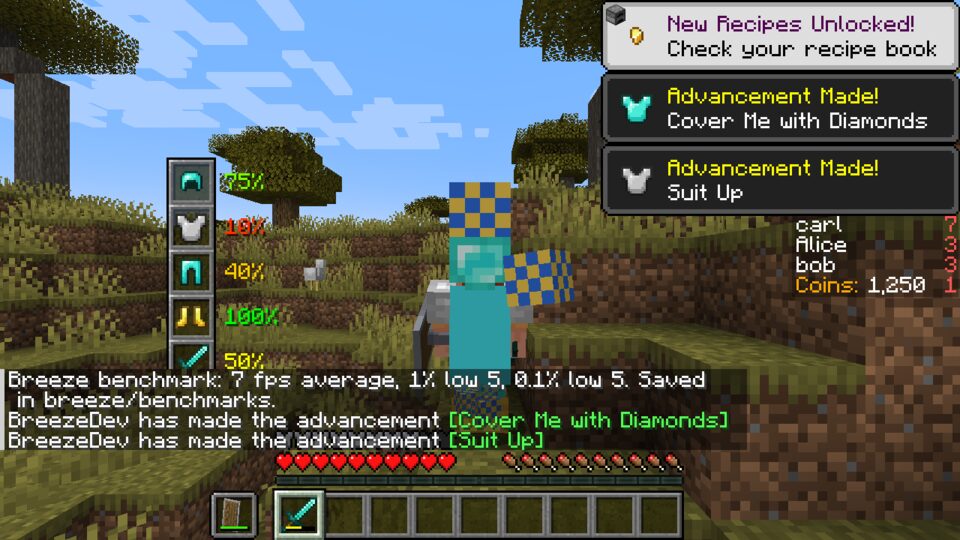 New Recipes Unlocked!
Check your recipe book
Advancement Made!
Cover Me with Diamonds
Advancement Made!
Suit Up
carl 7
Alice 3
bob 3
Coins: 1,250 1
75%
10%
40%
100%
50%
Breeze benchmark: 7 fps average, 1% low 5, 0.1% low 5. Saved
in breeze/benchmarks.
BreezeDev has made the advancement [Cover Me with Diamonds]
BreezeDev has made the advancement [Suit Up]